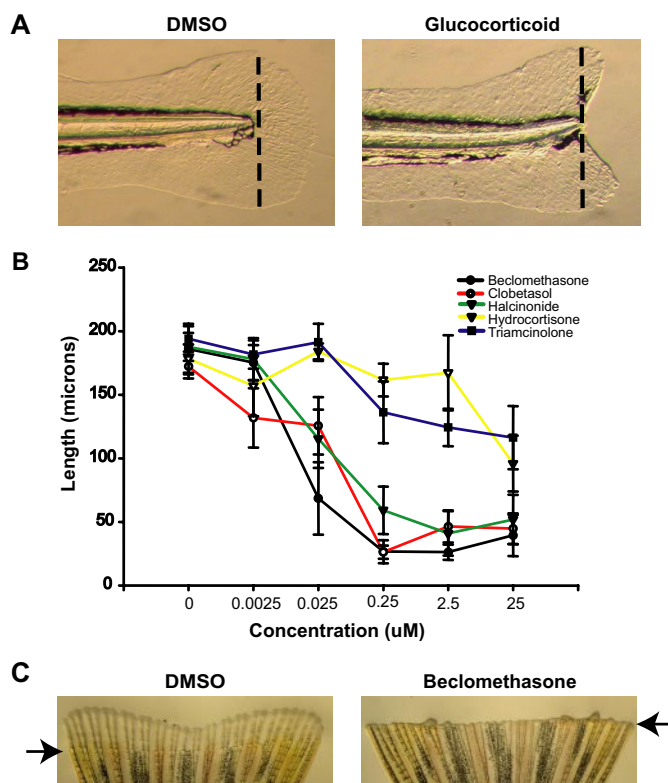 A
DMSO
Glucocorticoid
B
250
200
150
100
50
0
Length (microns)
Beclomethasone
Clobetasol
Halcinonide
Hydrocortisone
Triamcinolone
0
0.0025
0.025
0.25
2.5
25
Concentration (uM)
C
DMSO
Beclomethasone